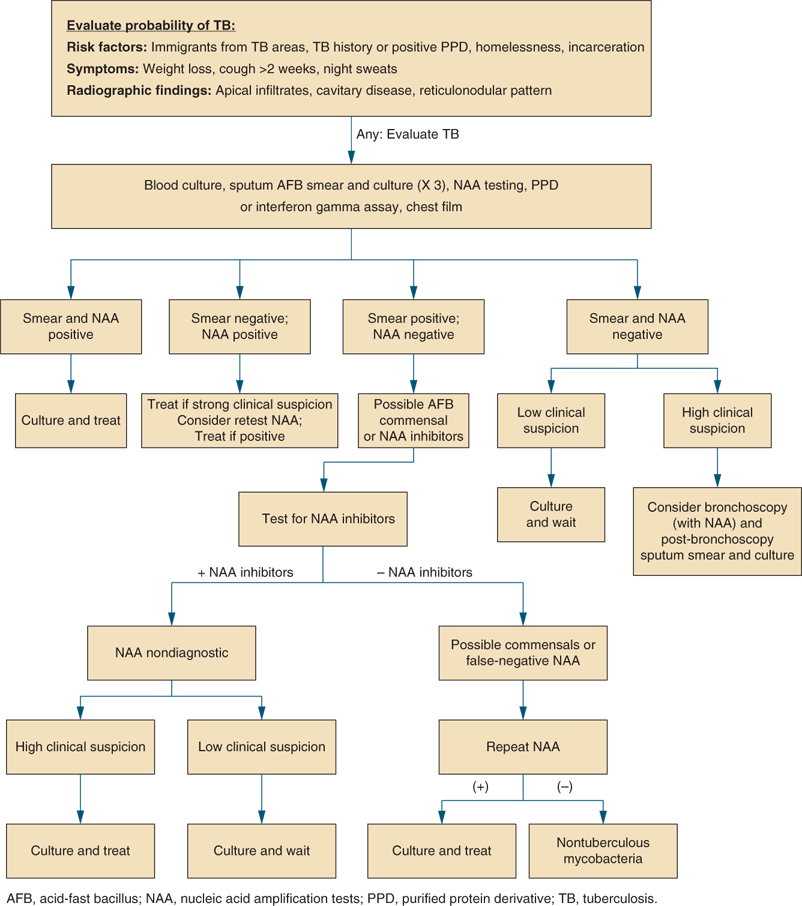 Evaluate probability of TB:
Risk factors: Immigrants from TB areas, TB history or positive PPD, homelessness, incarceration
Symptoms: Weight loss, cough >2 weeks, night sweats
Radiographic findings: Apical infiltrates, cavitary disease, reticulonodular pattern
Any: Evaluate TB
Blood culture, sputum AFB smear and culture (X 3), NAA testing, PPD
or interferon gamma assay, chest film
Smear and NAA
positive
Smear negative;
NAA positive
Smear positive;
NAA negative
Smear and NAA
negative
Culture and treat
Treat if strong clinical suspicion
Consider retest NAA;
Treat if positive
Possible AFB
commensal
or NAA inhibitors
Low clinical
suspicion
High clinical
suspicion
Test for NAA inhibitors
Culture
and wait
Consider bronchoscopy
(with NAA) and
post-bronchoscopy
sputum smear and culture
+ NAA inhibitors
– NAA inhibitors
NAA nondiagnostic
Possible commensals or
false-negative NAA
High clinical suspicion
Low clinical suspicion
Repeat NAA
(+)
(–)
Culture and treat
Culture and wait
Culture and treat
Nontuberculous
mycobacteria
AFB, acid-fast bacillus; NAA, nucleic acid amplification tests; PPD, purified protein derivative; TB, tuberculosis.